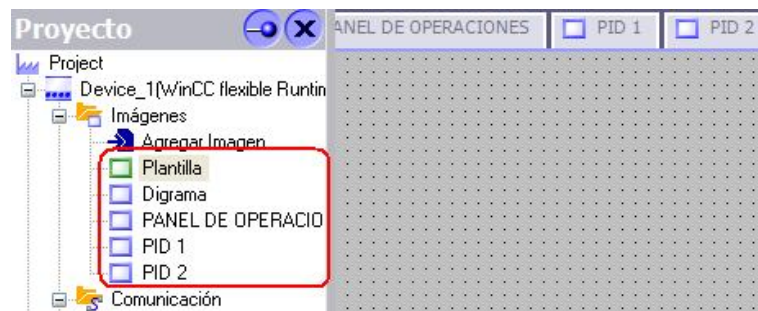 Proyecto
ANEL DE OPERACIONES
PID 1
PID 2
Project
Device_1(WinCC flexible Runtin
Imágenes
Agregar Imagen
Plantilla
Digrama
PANEL DE OPERACIO
PID 1
PID 2
Comunicación